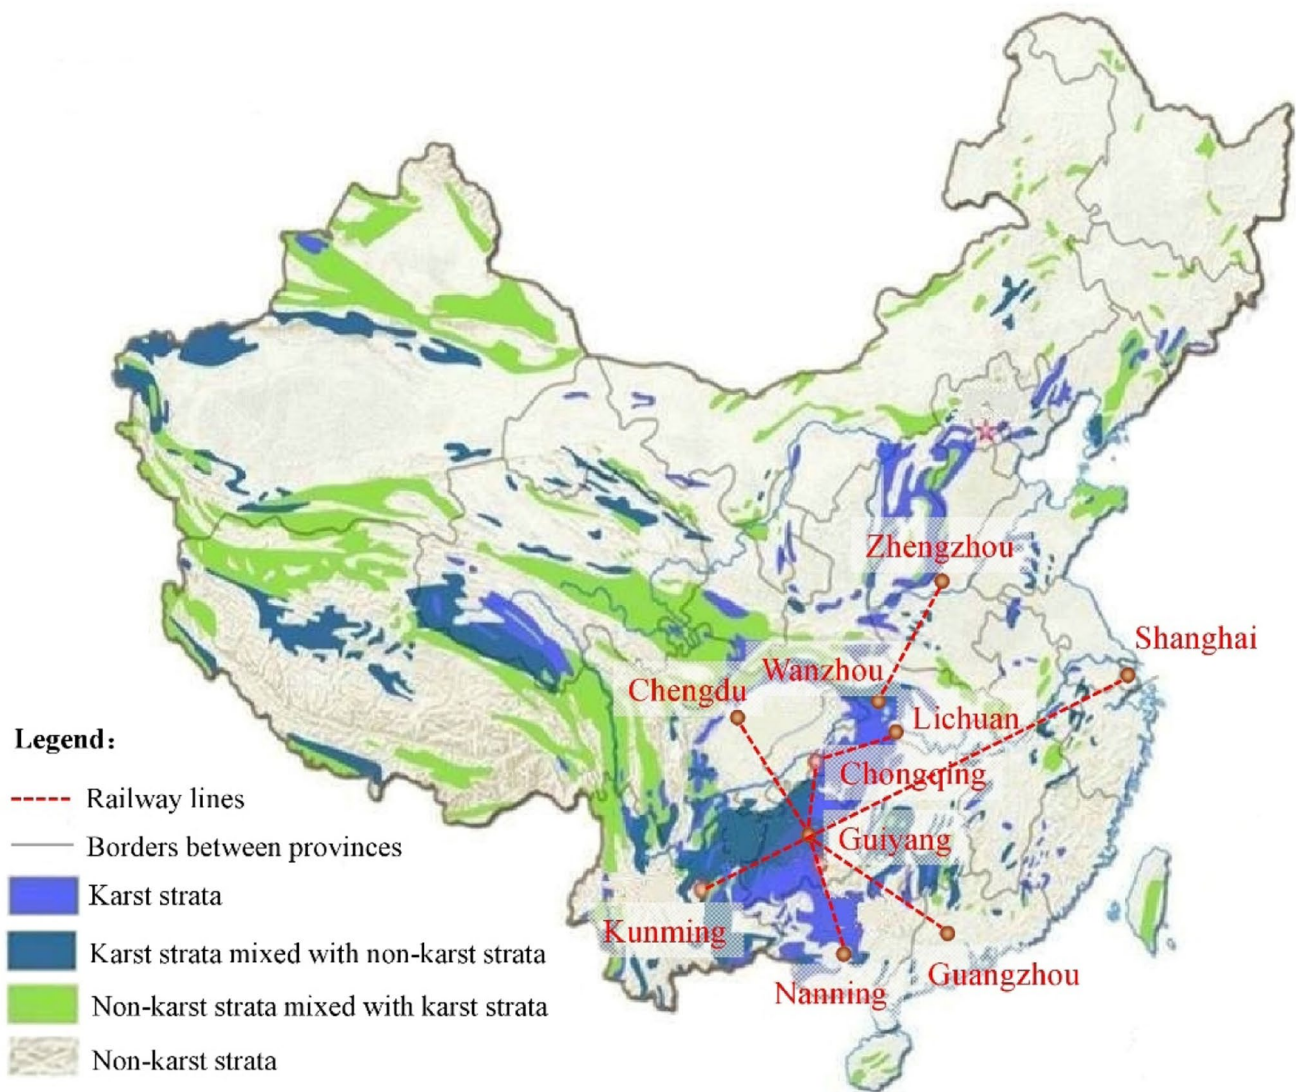 Zhengzhou
Shanghai
Wanzhou
Chengdu
Lichuan
Chongqing
Guiyang
Kunming
Guangzhou
Nanning
Legend:
Railway lines
Borders between provinces
Karst strata
Karst strata mixed with non-karst strata
Non-karst strata mixed with karst strata
Non-karst strata